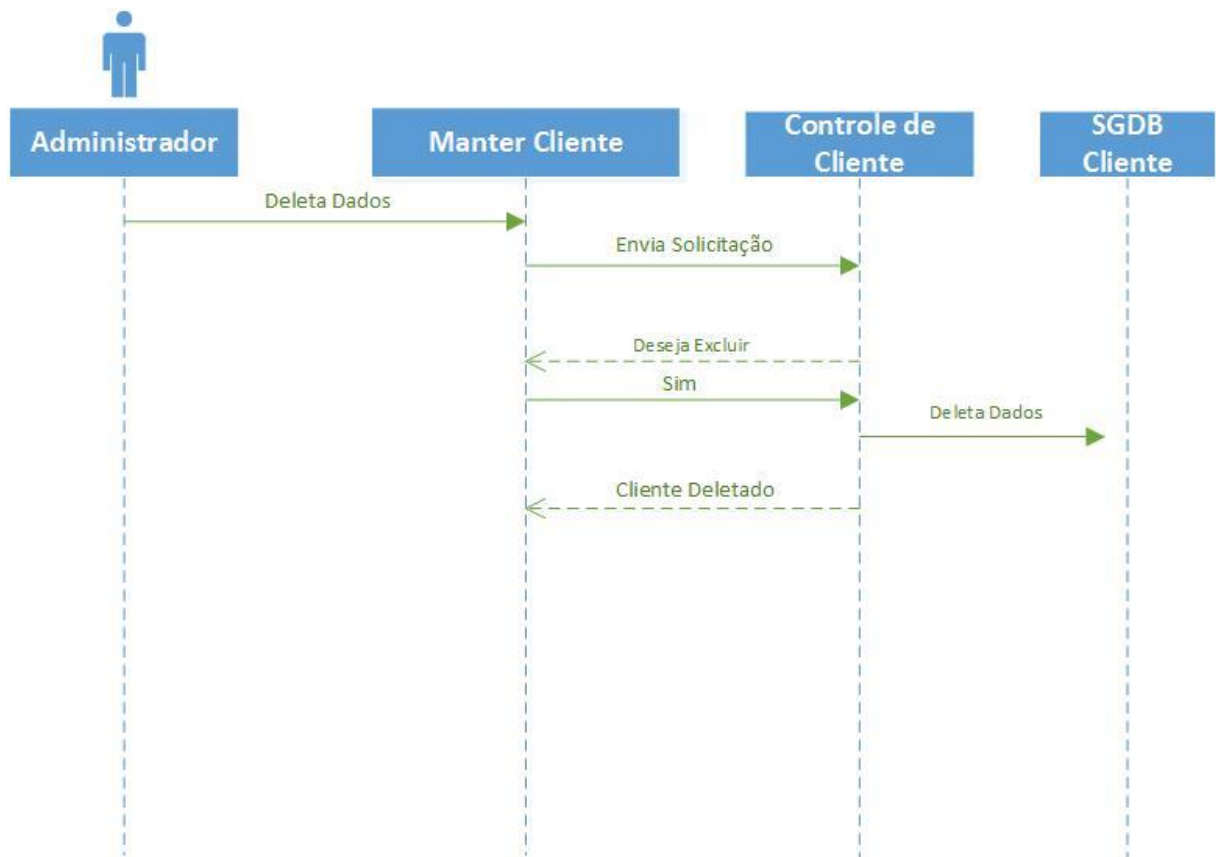 Administrador
Manter Cliente
Controle de
Cliente
SGDB
Cliente
Deleta Dados
Envia Solicitação
Deseja Excluir
Sim
Deleta Dados
Cliente Deletado